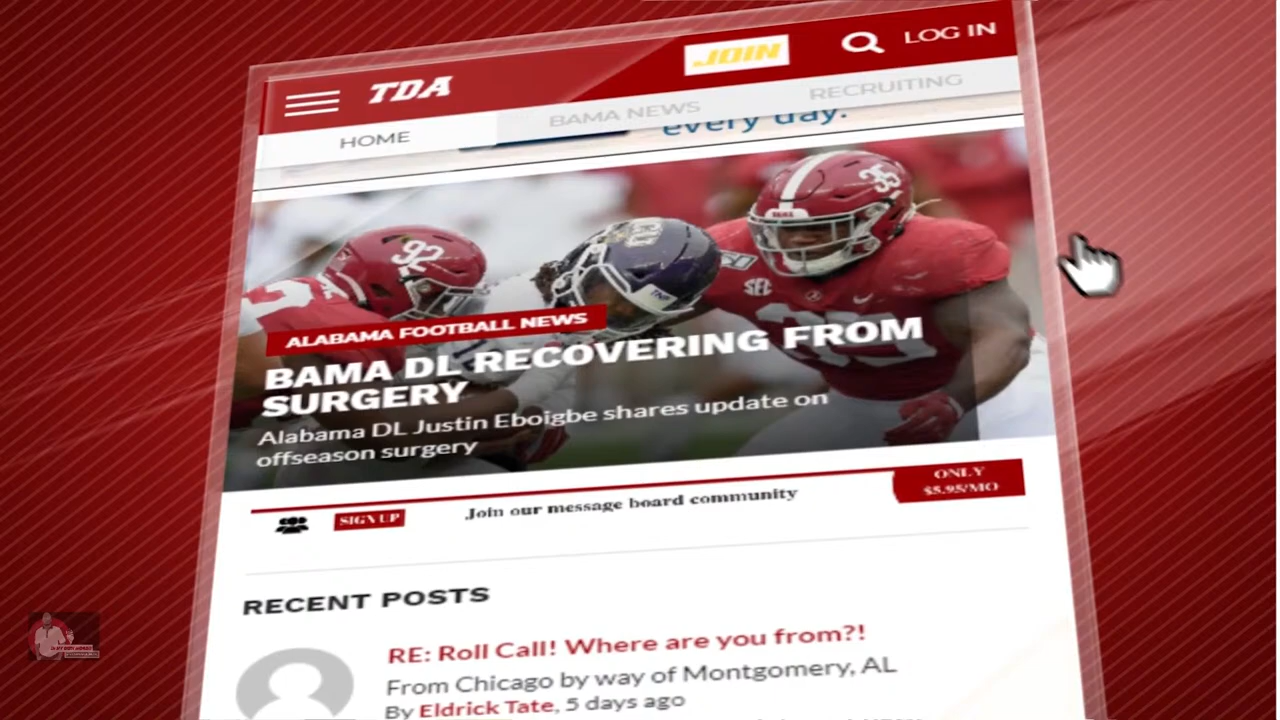 JOIN
LOG IN
TDA
HOME
BAMA NEWS
RECRUITING
every day.
92
35
SEC
ALABAMA FOOTBALL NEWS
BAMA DL RECOVERING FROM
SURGERY
Alabama DL Justin Eboigbe shares update on
offseason surgery
SIGN UP
Join our message board community
ONLY
$5.95/MO
RECENT POSTS
RE: Roll Call! Where are you from?!
From Chicago by way of Montgomery, AL
By Eldrick Tate, 5 days ago